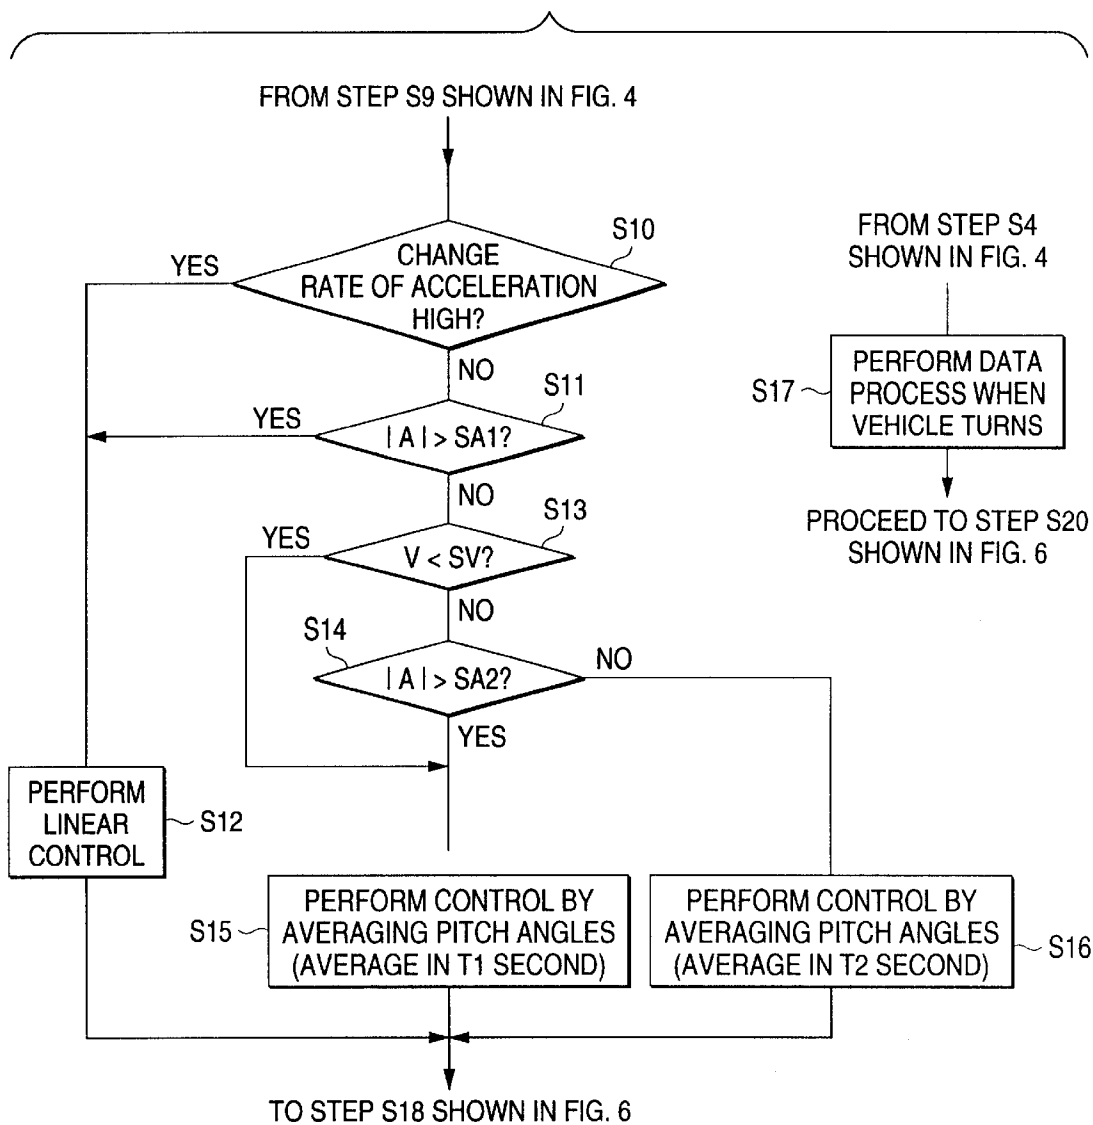 FROM STEP S9 SHOWN IN FIG. 4
S10
CHANGE
RATE OF ACCELERATION
HIGH?
YES
NO
FROM STEP S4
SHOWN IN FIG. 4
S17
PERFORM DATA
PROCESS WHEN
VEHICLE TURNS
PROCEED TO STEP S20
SHOWN IN FIG. 6
S11
YES
| A | > SA1?
NO
S13
YES
V < SV?
NO
S14
| A | > SA2?
NO
YES
PERFORM
LINEAR
CONTROL
S12
S15
PERFORM CONTROL BY
AVERAGING PITCH ANGLES
(AVERAGE IN T1 SECOND)
PERFORM CONTROL BY
AVERAGING PITCH ANGLES
(AVERAGE IN T2 SECOND)
S16
TO STEP S18 SHOWN IN FIG. 6